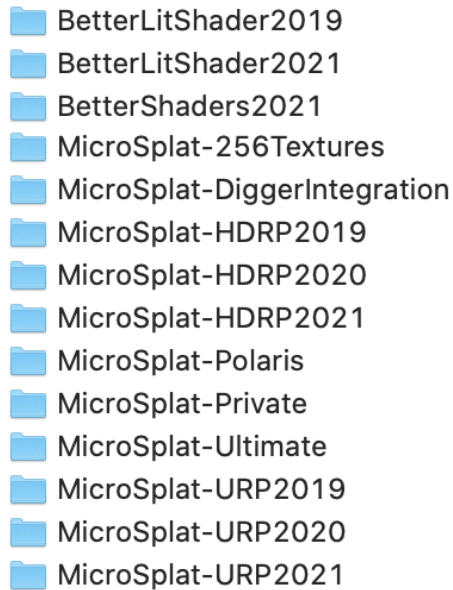 BetterLitShader2019
BetterLitShader2021
BetterShaders2021
MicroSplat-256Textures
MicroSplat-DiggerIntegration
MicroSplat-HDRP2019
MicroSplat-HDRP2020
MicroSplat-HDRP2021
MicroSplat-Polaris
MicroSplat-Private
MicroSplat-Ultimate
MicroSplat-URP2019
MicroSplat-URP2020
MicroSplat-URP2021